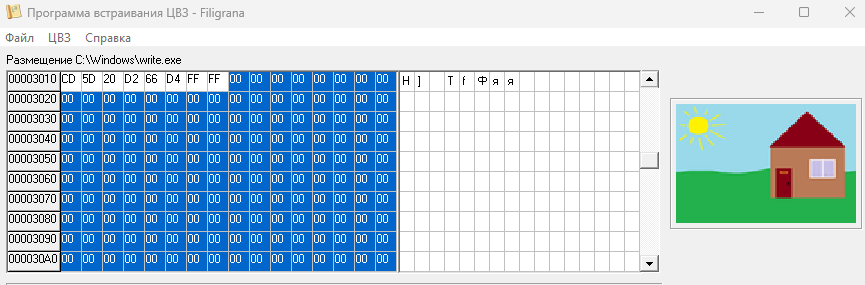 Программа встраивания ЦВЗ - Filigrana
Файл ЦВЗ Справка
Размещение C:\Windows\write.exe
00003010 CD 5D 20 D2 66 D4 FF FF 00 00 00 00 00 00 00 00 Н ] Т f Ф я я
00003020 00 00 00 00 00 00 00 00 00 00 00 00 00 00 00 00
00003030 00 00 00 00 00 00 00 00 00 00 00 00 00 00 00 00
00003040 00 00 00 00 00 00 00 00 00 00 00 00 00 00 00 00
00003050 00 00 00 00 00 00 00 00 00 00 00 00 00 00 00 00
00003060 00 00 00 00 00 00 00 00 00 00 00 00 00 00 00 00
00003070 00 00 00 00 00 00 00 00 00 00 00 00 00 00 00 00
00003080 00 00 00 00 00 00 00 00 00 00 00 00 00 00 00 00
00003090 00 00 00 00 00 00 00 00 00 00 00 00 00 00 00 00
000030A0 00 00 00 00 00 00 00 00 00 00 00 00 00 00 00 00